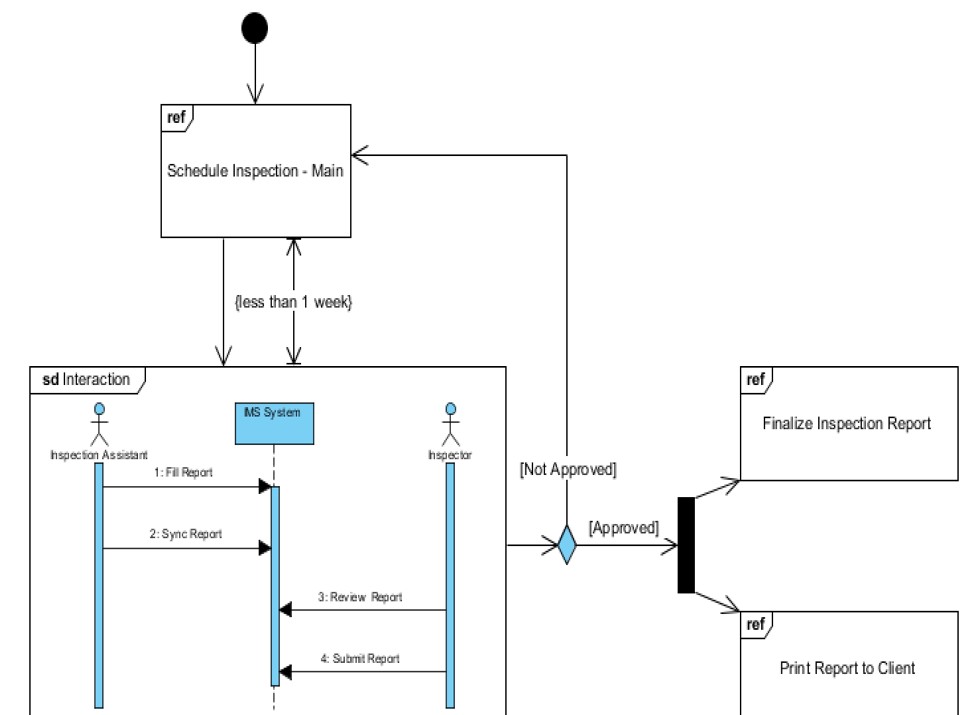 ref
Schedule Inspection - Main
{less than 1 week}
sd Interaction
IMS System
Inspection Assistant
Inspector
1: Fill Report
2: Sync Report
3: Review Report
4: Submit Report
[Not Approved]
[Approved]
ref
Finalize Inspection Report
ref
Print Report to Client